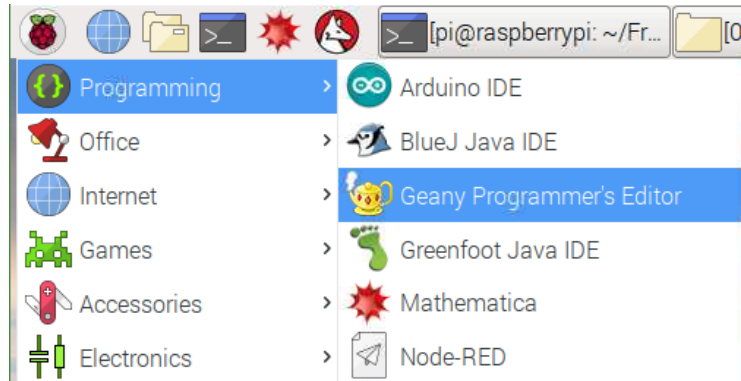 [pi@raspberrypi: ~/Fr... [0
Programming
Office
Internet
Games
Accessories
Electronics
Arduino IDE
BlueJ Java IDE
Geany Programmer's Editor
Greenfoot Java IDE
Mathematica
Node-RED